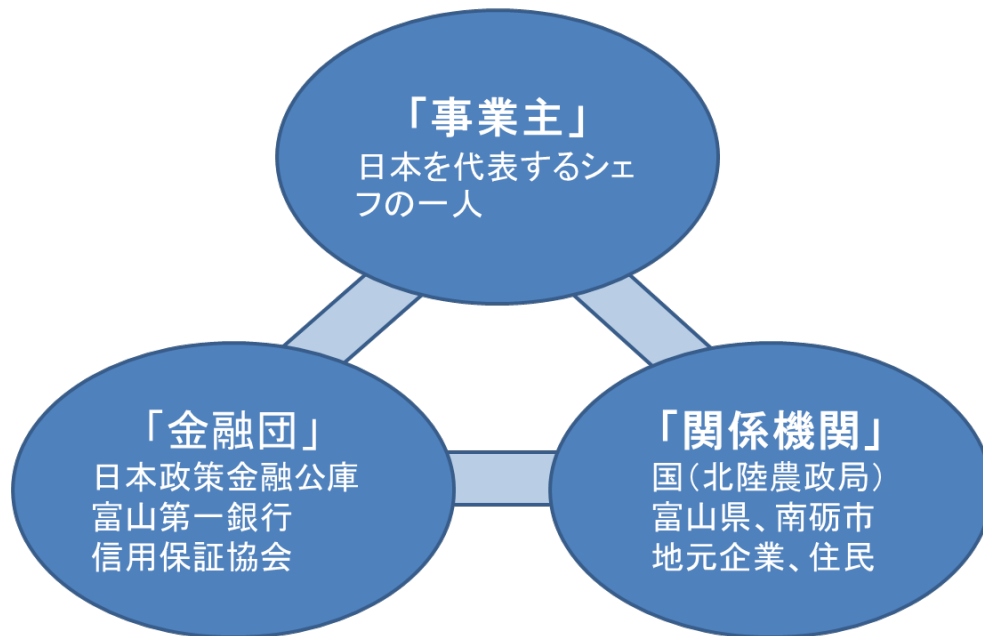 「事業主」
日本を代表するシェ
フの一人
「金融団」
日本政策金融公庫
富山第一銀行
信用保証協会
「関係機関」
国(北陸農政局)
富山県、南砺市
地元企業、住民